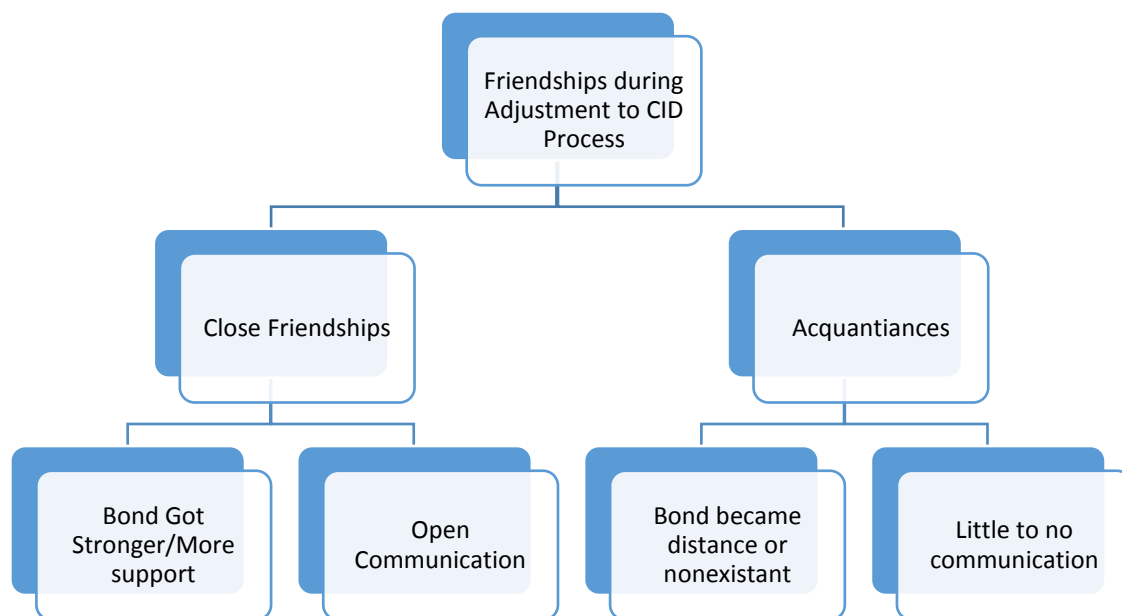 Friendships during
Adjustment to CID
Process
Close Friendships
Acquantiances
Bond Got
Stronger/More
support
Open
Communication
Bond became
distance or
nonexistant
Little to no
communication